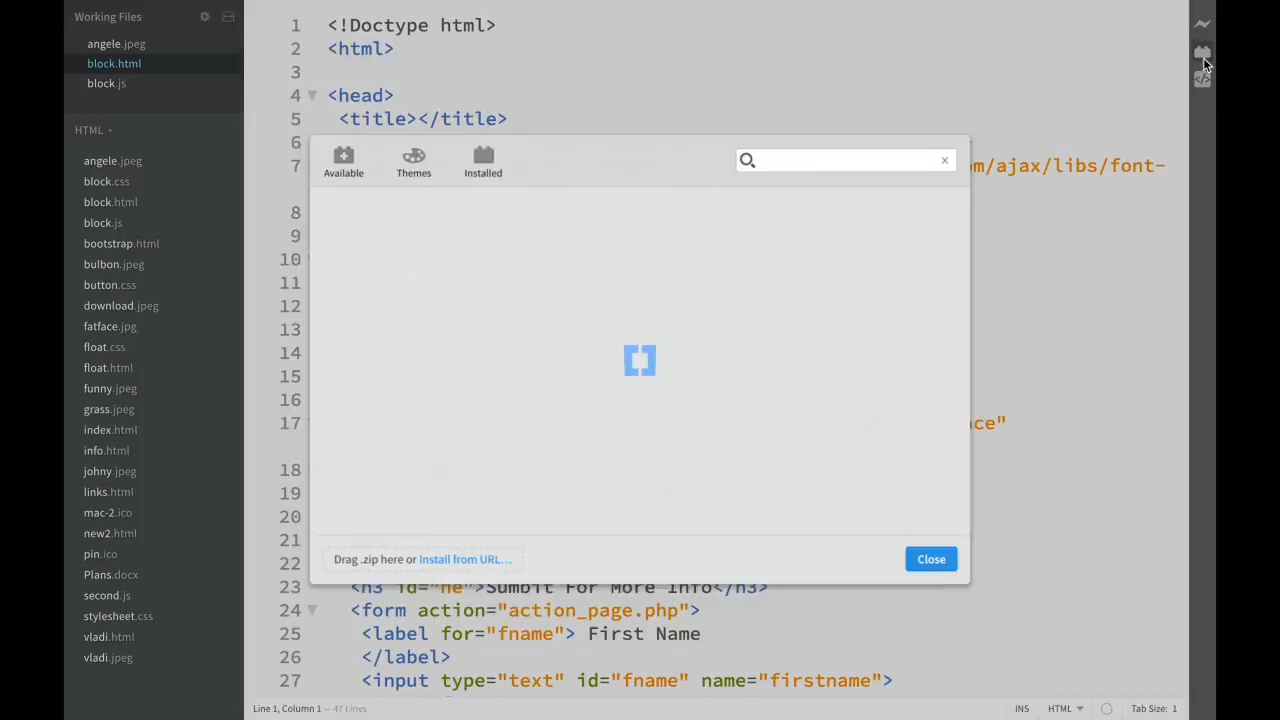 Working Files
angele.jpeg
block.html
block.js
HTML
angele.jpeg
block.css
block.html
block.js
bootstrap.html
bulbon.jpeg
button.css
download.jpeg
fatface.jpg
float.css
float.html
funny.jpeg
grass.jpeg
index.html
info.html
johny.jpeg
links.html
mac-2.ico
new2.html
pin.ico
Plans.docx
second.js
stylesheet.css
vladi.html
vladi.jpeg
1 <!Doctype html>
2 <html>
3
4 <head>
5 <title></title>
6
7 om/ajax/libs/font-
8
9
10
11
12
13
14
15
16
17 ce"
18
19
20
21
22
23 <h3 id="he">Sumbit For More Info</h3>
24 <form action="action_page.php">
25 <label for="fname"> First Name
26 </label>
27 <input type="text" id="fname" name="firstname">
Available Themes Installed
Drag .zip here or Install from URL...
Close
Line 1, Column 1 — 47 Lines
INS HTML Tab Size: 1